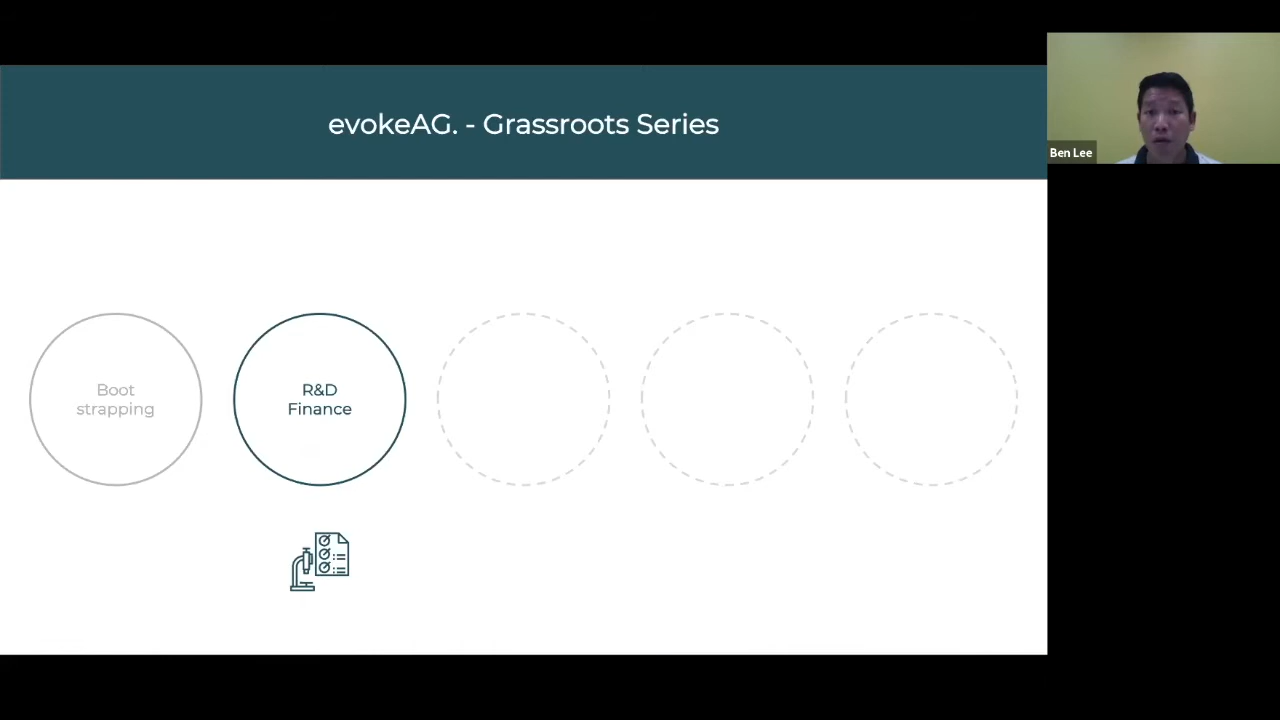 evokeAG. - Grassroots Series
Ben Lee
Boot
strapping
R&D
Finance